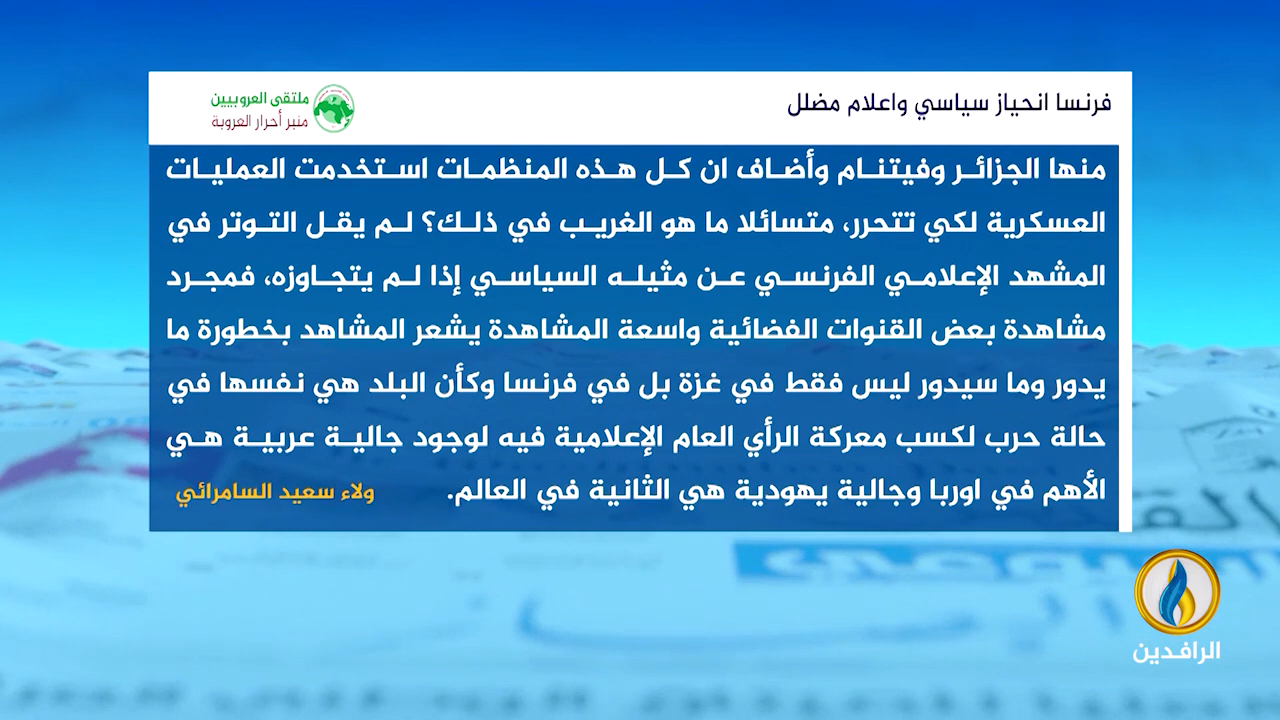 فرنسا انحياز سياسي واعلام مضلل
ملتقى العروبيين
منبر أحرار العروبة
منها الجزائر وفيتنام وأضاف ان كل هذه المنظمات استخدمت العمليات
العسكرية لكي تتحرر، متسائلا ما هو الغريب في ذلك؟ لم يقل التوتر في
المشهد الإعلامي الفرنسي عن مثيله السياسي إذا لم يتجاوزه، فمجرد
مشاهدة بعض القنوات الفضائية واسعة المشاهدة يشعر المشاهد بخطورة ما
يدور وما سيدور ليس فقط في غزة بل في فرنسا وكأن البلد هي نفسها في
حالة حرب لكسب معركة الرأي العام الإعلامية فيه لوجود جالية عربية هي
الأهم في اوربا وجالية يهودية هي الثانية في العالم.
ولاء سعيد السامرائي
الرافدين